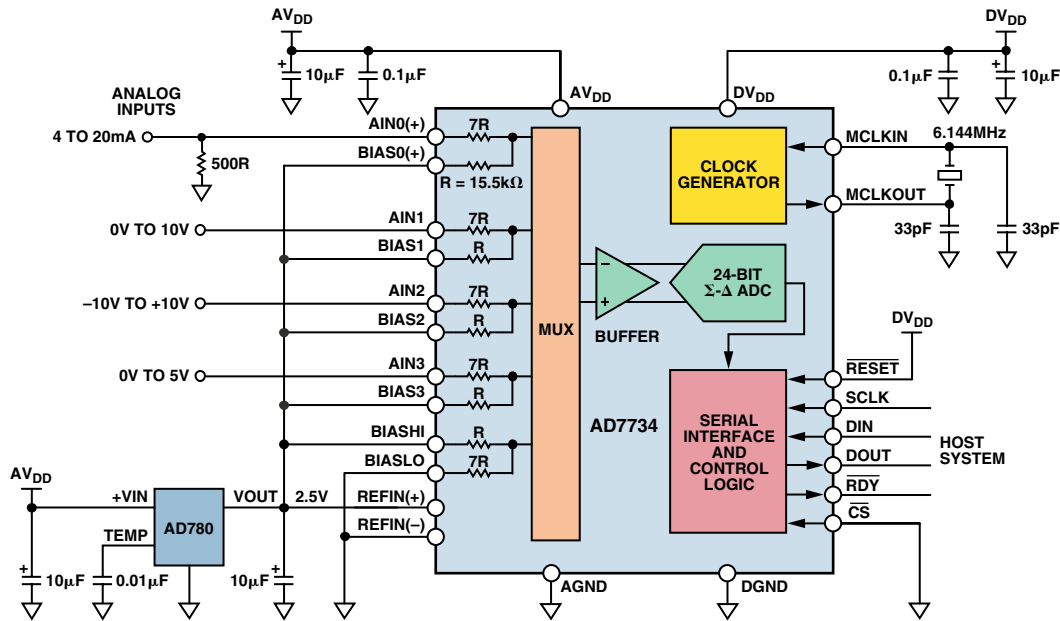 AVDD
10µF
0.1µF
DVDD
0.1µF
10µF
ANALOG
INPUTS
4 TO 20mA
500R
AIN0(+)
BIAS0(+)
7R
R = 15.5kΩ
0V TO 10V
AIN1
BIAS1
7R
R
–10V TO +10V
AIN2
BIAS2
7R
R
0V TO 5V
AIN3
BIAS3
7R
R
BIASHI
BIASLO
R
7R
REFIN(+)
REFIN(–)
AVDD
+VIN
AD780
VOUT
2.5V
TEMP
10µF
0.01µF
10µF
AVDD
DVDD
MUX
BUFFER
24-BIT
Σ-Δ ADC
CLOCK
GENERATOR
AD7734
SERIAL
INTERFACE
AND
CONTROL
LOGIC
AGND
DGND
MCLKIN
6.144MHz
MCLKOUT
33pF
33pF
DVDD
RESET
SCLK
DIN
DOUT
RDY
CS
HOST
SYSTEM